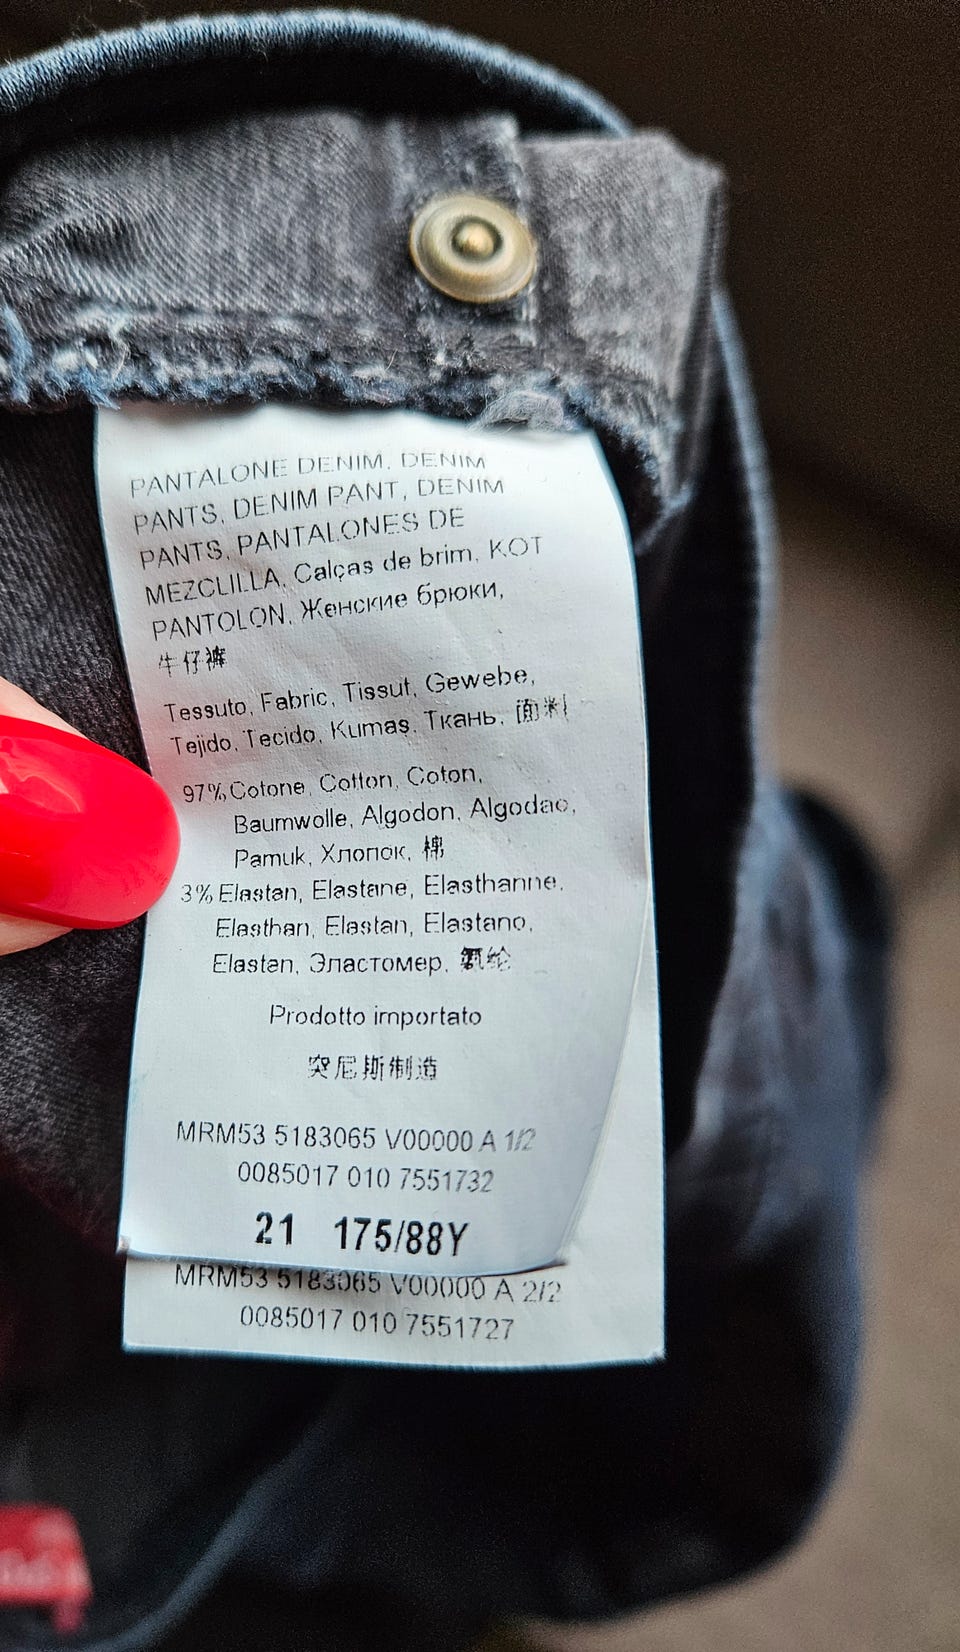 PANTALONE DENIM, DENIM
PANTS, DENIM PANT, DENIM
PANTS, PANTALONES DE
MEZCLILLA, Calças de brim, KOT
PANTOLON, Женские брюки,
牛仔裤
Tessuto, Fabric, Tissut, Gewebe,
Tejido, Tecido, Kumaş, Ткань, 面料
97% Cotone, Cotton, Coton,
Baumwolle, Algodon, Algodao,
Pamuk, Хлопок, 棉
3% Elastan, Elastane, Elasthanne,
Elasthan, Elastan, Elastano,
Elastan, Эластомер, 氨纶
Prodotto importato
突尼斯制造
MRM53 5183065 V00000 A 1/2
0085017 010 7551732
21 175/88Y
MRM53 5183065 V00000 A 2/2
0085017 010 7551727